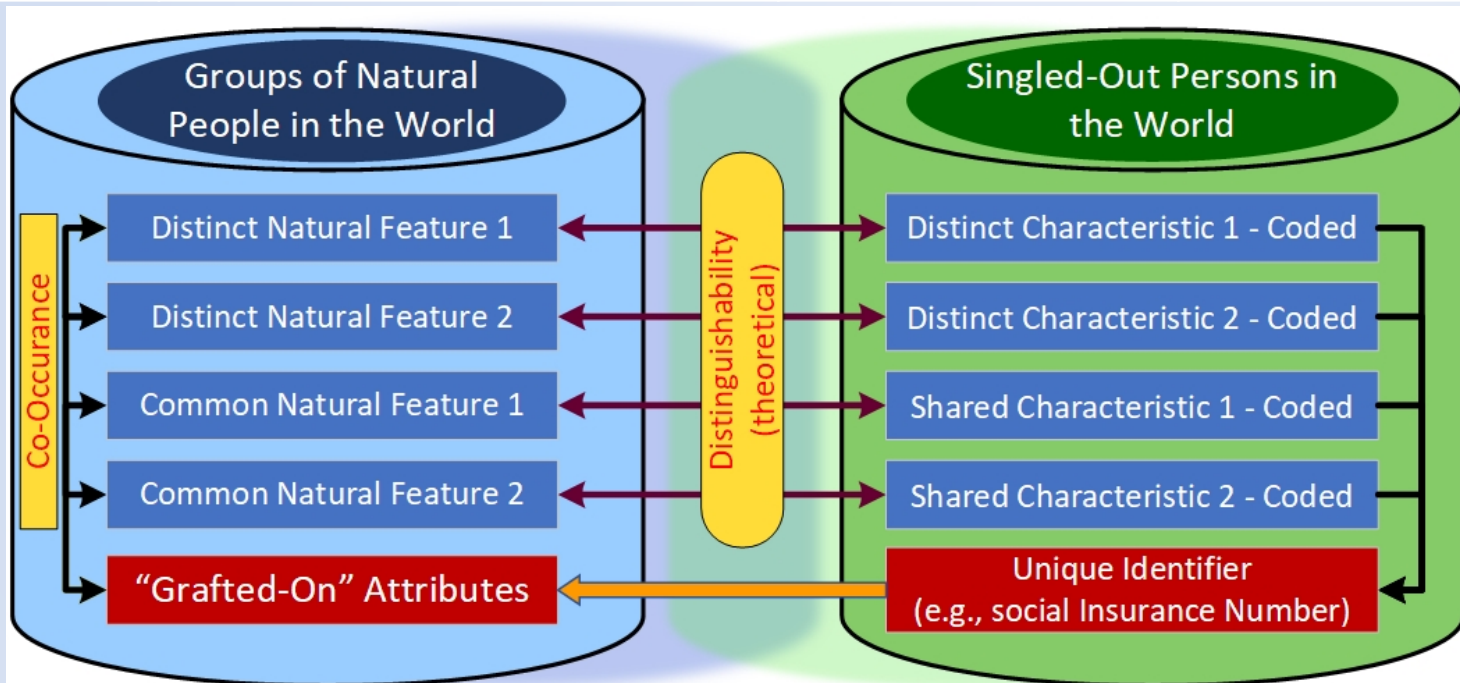 Groups of Natural
People in the World
Singled-Out Persons in
the World
Co-Occurance
Distinct Natural Feature 1
Distinct Natural Feature 2
Common Natural Feature 1
Common Natural Feature 2
“Grafted-On” Attributes
Distinguishability
(theoretical)
Distinct Characteristic 1 - Coded
Distinct Characteristic 2 - Coded
Shared Characteristic 1 - Coded
Shared Characteristic 2 - Coded
Unique Identifier
(e.g., social Insurance Number)